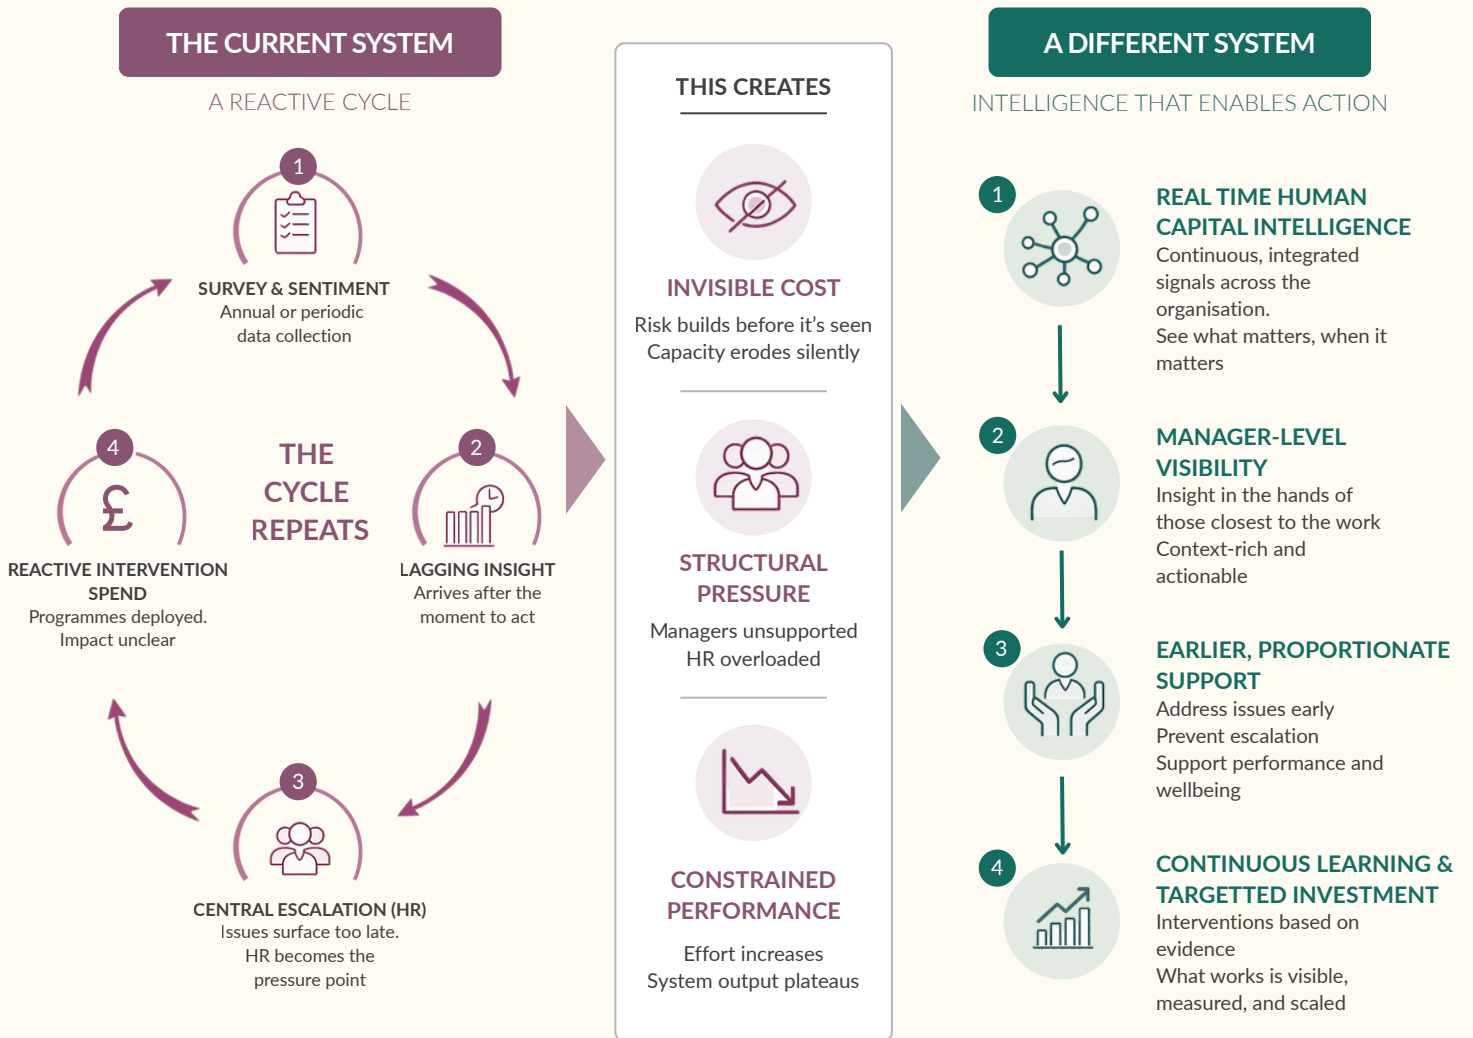 THE CURRENT SYSTEM
A REACTIVE CYCLE
1
SURVEY & SENTIMENT
Annual or periodic
data collection
2
LAGGING INSIGHT
Arrives after the
moment to act
3
CENTRAL ESCALATION (HR)
Issues surface too late.
HR becomes the
pressure point
4
£
REACTIVE INTERVENTION
SPEND
Programmes deployed.
Impact unclear
THE
CYCLE
REPEATS
THIS CREATES
INVISIBLE COST
Risk builds before it’s seen
Capacity erodes silently
STRUCTURAL
PRESSURE
Managers unsupported
HR overloaded
CONSTRAINED
PERFORMANCE
Effort increases
System output plateaus
A DIFFERENT SYSTEM
INTELLIGENCE THAT ENABLES ACTION
1
REAL TIME HUMAN
CAPITAL INTELLIGENCE
Continuous, integrated
signals across the
organisation.
See what matters, when it
matters
2
MANAGER-LEVEL
VISIBILITY
Insight in the hands of
those closest to the work
Context-rich and
actionable
3
EARLIER, PROPORTIONATE
SUPPORT
Address issues early
Prevent escalation
Support performance and
wellbeing
4
CONTINUOUS LEARNING &
TARGETTED INVESTMENT
Interventions based on
evidence
What works is visible,
measured, and scaled